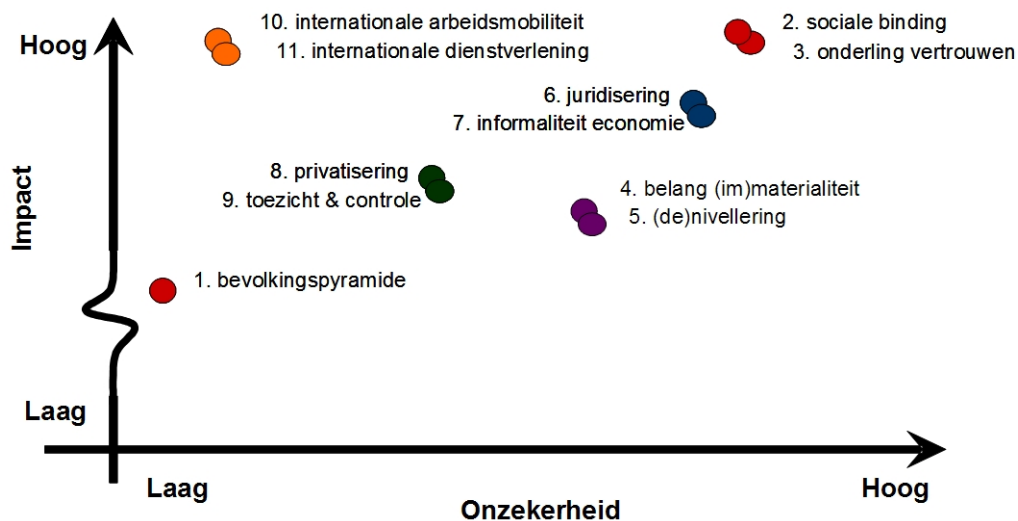 10. internationale arbeidsmobiliteit
11. internationale dienstverlening
2. sociale binding
3. onderling vertrouwen
Hoog
6. juridisering
7. informaliteit economie
8. privatisering
9. toezicht & controle
4. belang (im)materialiteit
5. (de)nivellering
Impact
1. bevolkingspyramide
Laag
Laag
Hoog
Onzekerheid